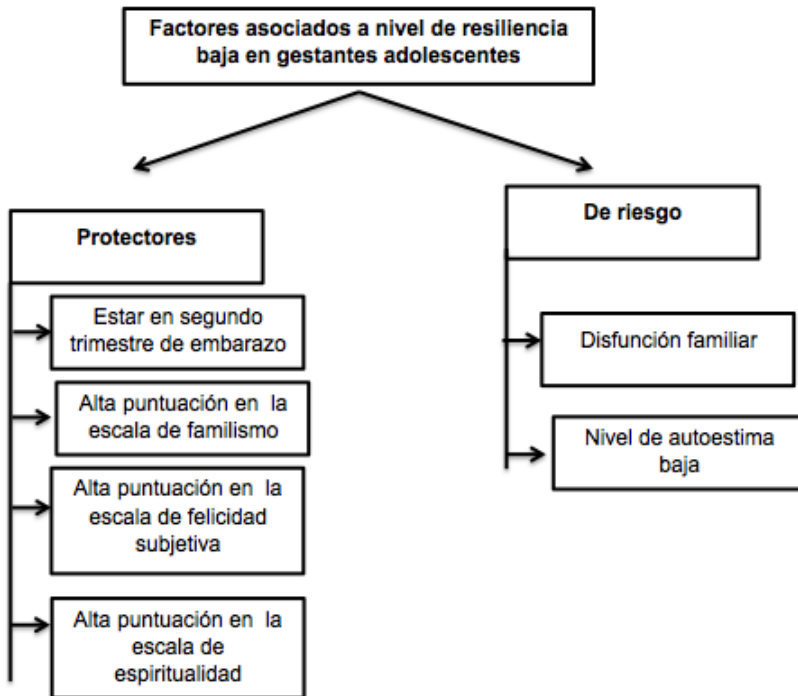 Factores asociados a nivel de resiliencia
baja en gestantes adolescentes
Protectores
Estar en segundo
trimestre de embarazo
Alta puntuación en la
escala de familismo
Alta puntuación en la
escala de felicidad
subjetiva
Alta puntuación en la
escala de
espiritualidad
De riesgo
Disfunción familiar
Nivel de autoestima
baja